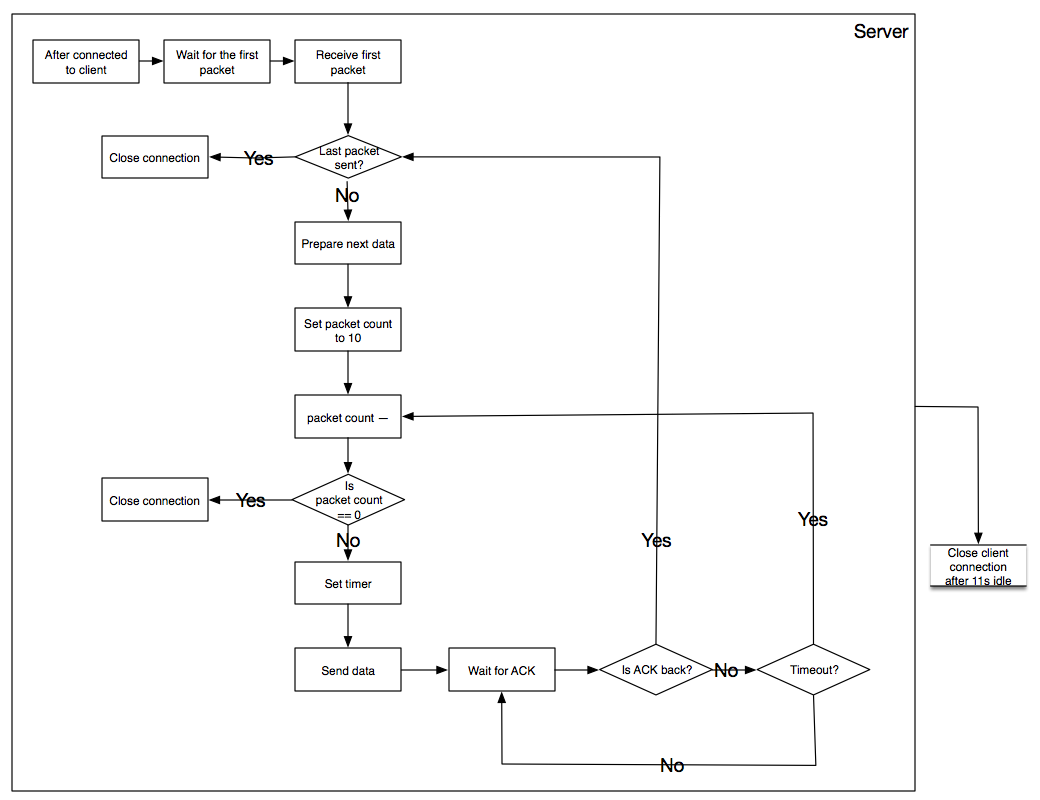 Server
After connected
to client
Wait for the first
packet
Receive first
packet
Last packet
sent?
Yes
Close connection
No
Prepare next data
Set packet count
to 10
packet count —
Is
packet count
== 0
Yes
Close connection
No
Set timer
Send data
Wait for ACK
Is ACK back?
Yes
No
Timeout?
Yes
No
Close client
connection
after 11s idle